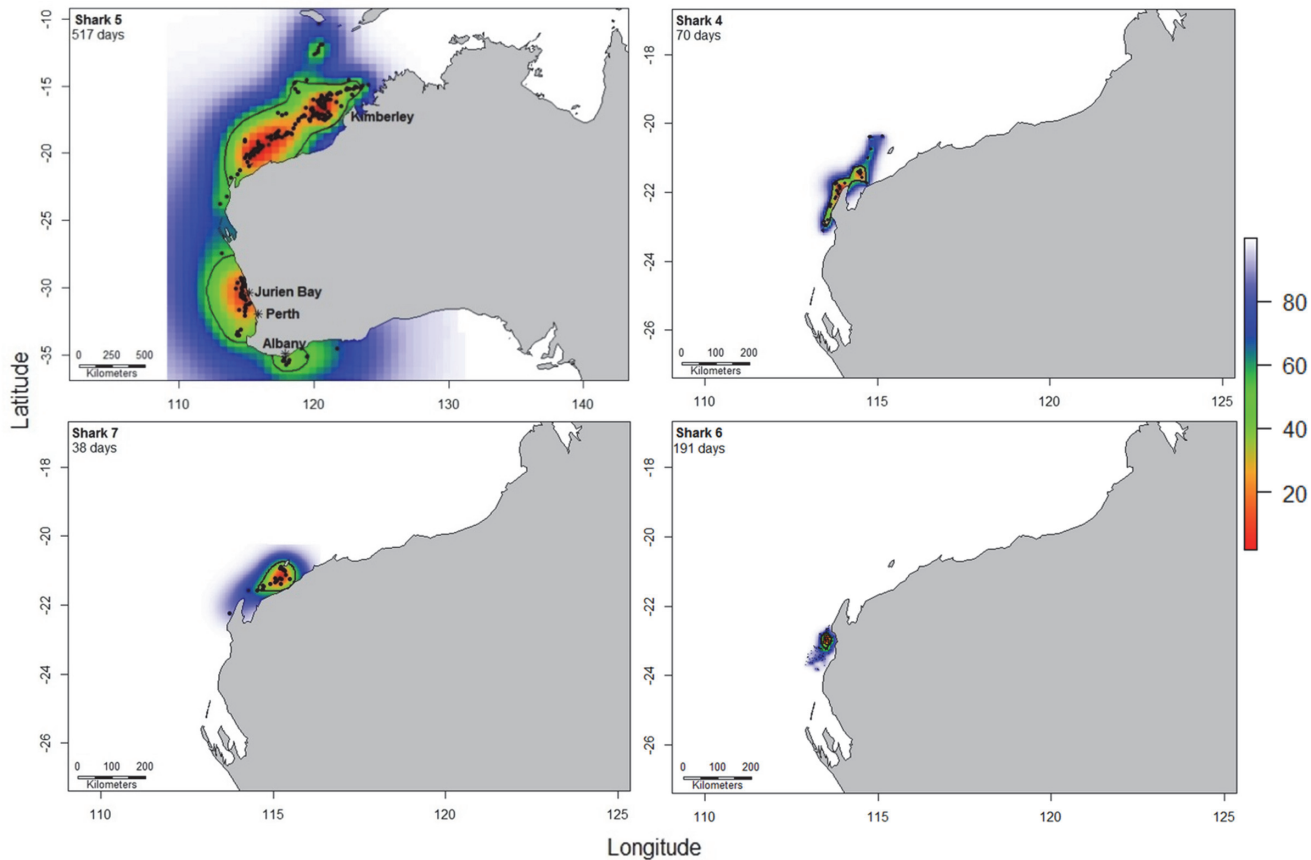 Shark 5
517 days
-10
-15
-20
-25
-30
-35
Kimberley
Jurien Bay
Perth
Albany
0 250 500
Kilometers
110 120 130 140
Shark 4
70 days
-18
-20
-22
-24
-26
0 100 200
Kilometers
110 115 120 125
Latitude
80
60
40
20
Shark 7
38 days
-18
-20
-22
-24
-26
0 100 200
Kilometers
110 115 120 125
Shark 6
191 days
-18
-20
-22
-24
-26
0 100 200
Kilometers
110 115 120 125
Longitude